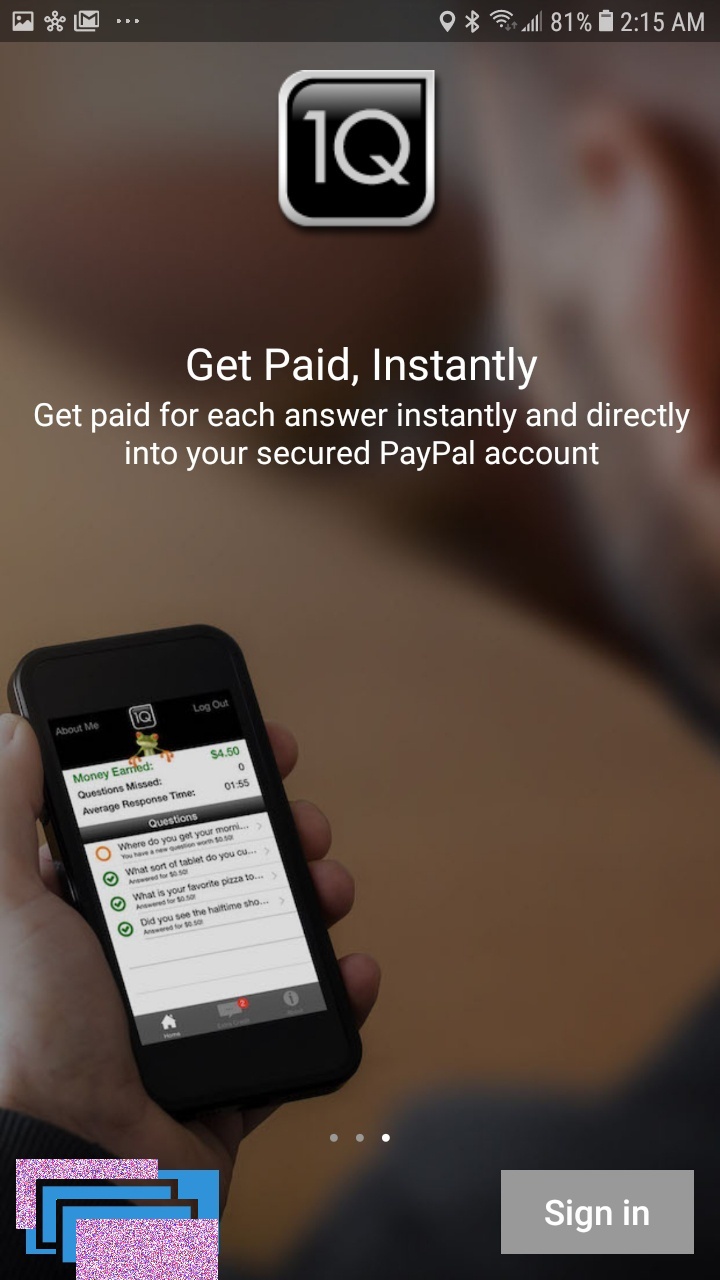 81% 2:15 AM
1Q
Get Paid, Instantly
Get paid for each answer instantly and directly
into your secured PayPal account
About Me
1Q
Log Out
Money Earned: $4.50
Questions Missed: 0
Average Response Time: 01:55
Questions
Where do you get your morni...
You have a new question worth $0.50!
What sort of tablet do you cu...
Answered for $0.50!
What is your favorite pizza to...
Answered for $0.50!
Did you see the halftime sho...
Answered for $0.50!
2
Home
Sign in